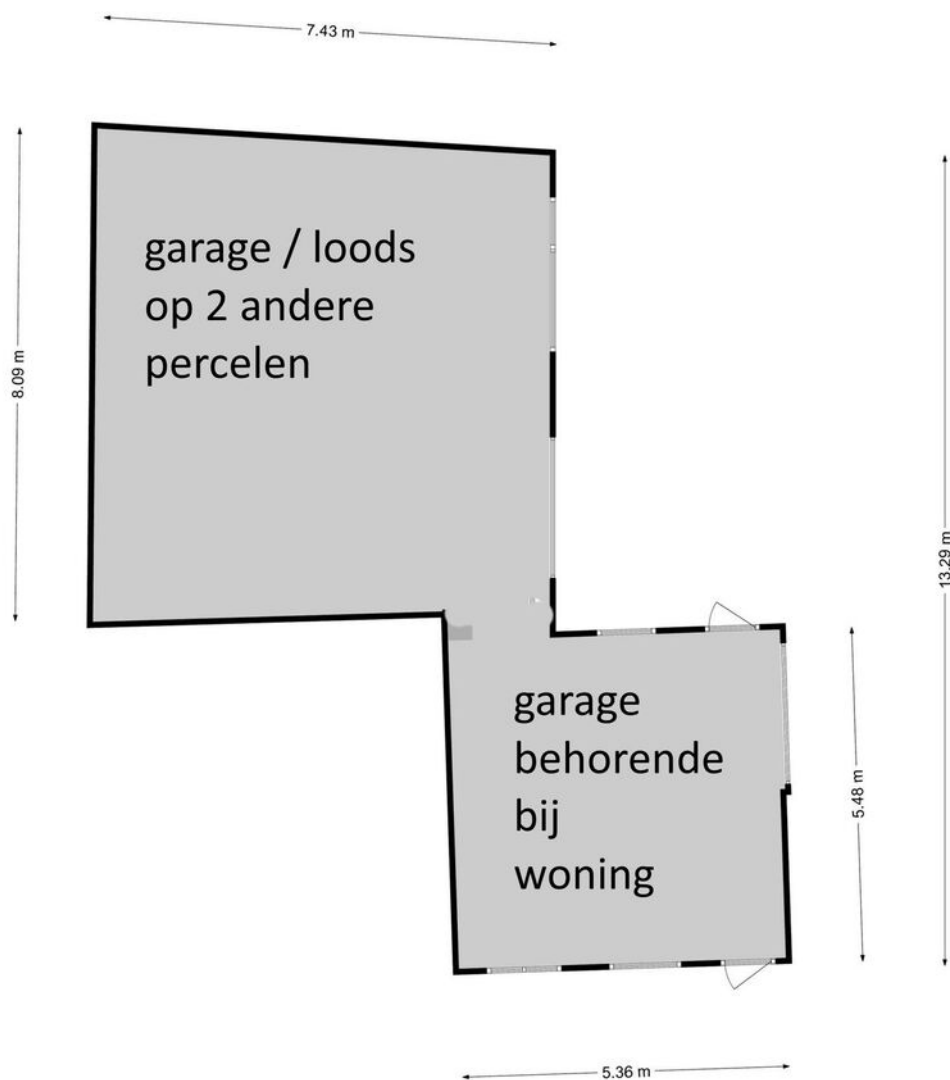 7.43 m
8.09 m
garage / loods
op 2 andere
percelen
13.29 m
garage
behorende
bij
woning
5.48 m
5.36 m